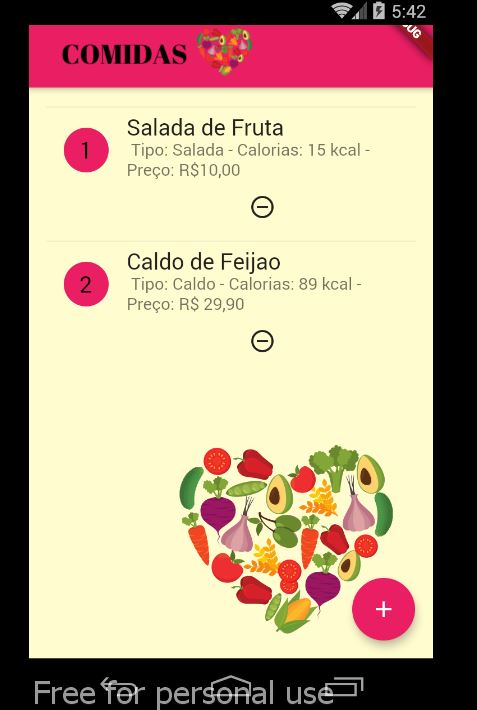 5:42
COMIDAS
UG
1
Salada de Fruta
Tipo: Salada - Calorias: 15 kcal -
Preço: R$10,00
2
Caldo de Feijao
Tipo: Caldo - Calorias: 89 kcal -
Preço: R$ 29,90
+
Free for personal use